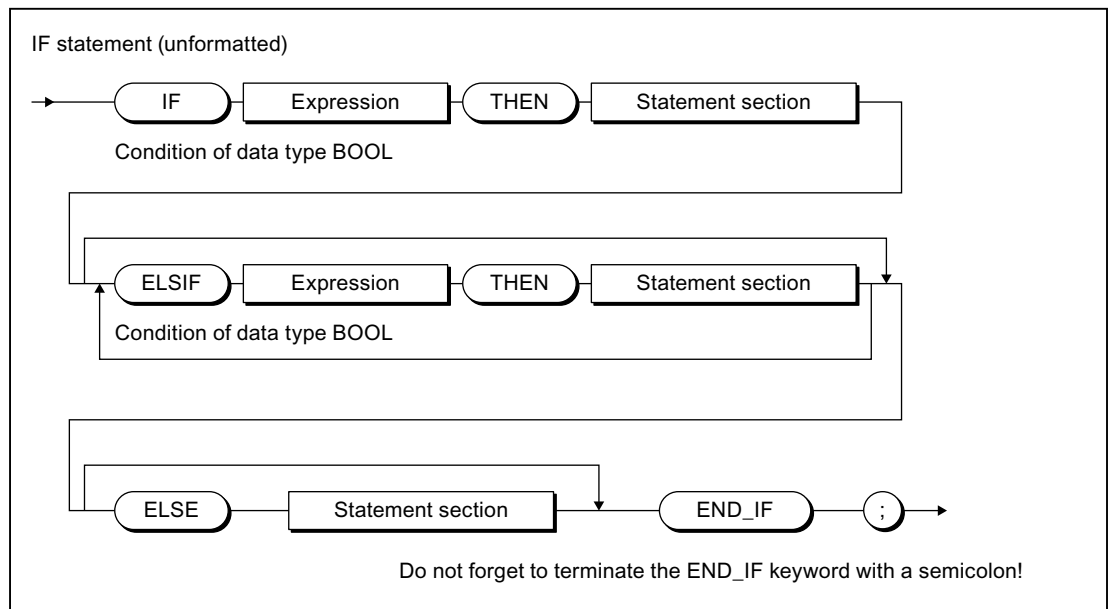 IF statement (unformatted)
IF Expression THEN Statement section
Condition of data type BOOL
ELSIF Expression THEN Statement section
Condition of data type BOOL
ELSE Statement section END_IF ;
Do not forget to terminate the END_IF keyword with a semicolon!